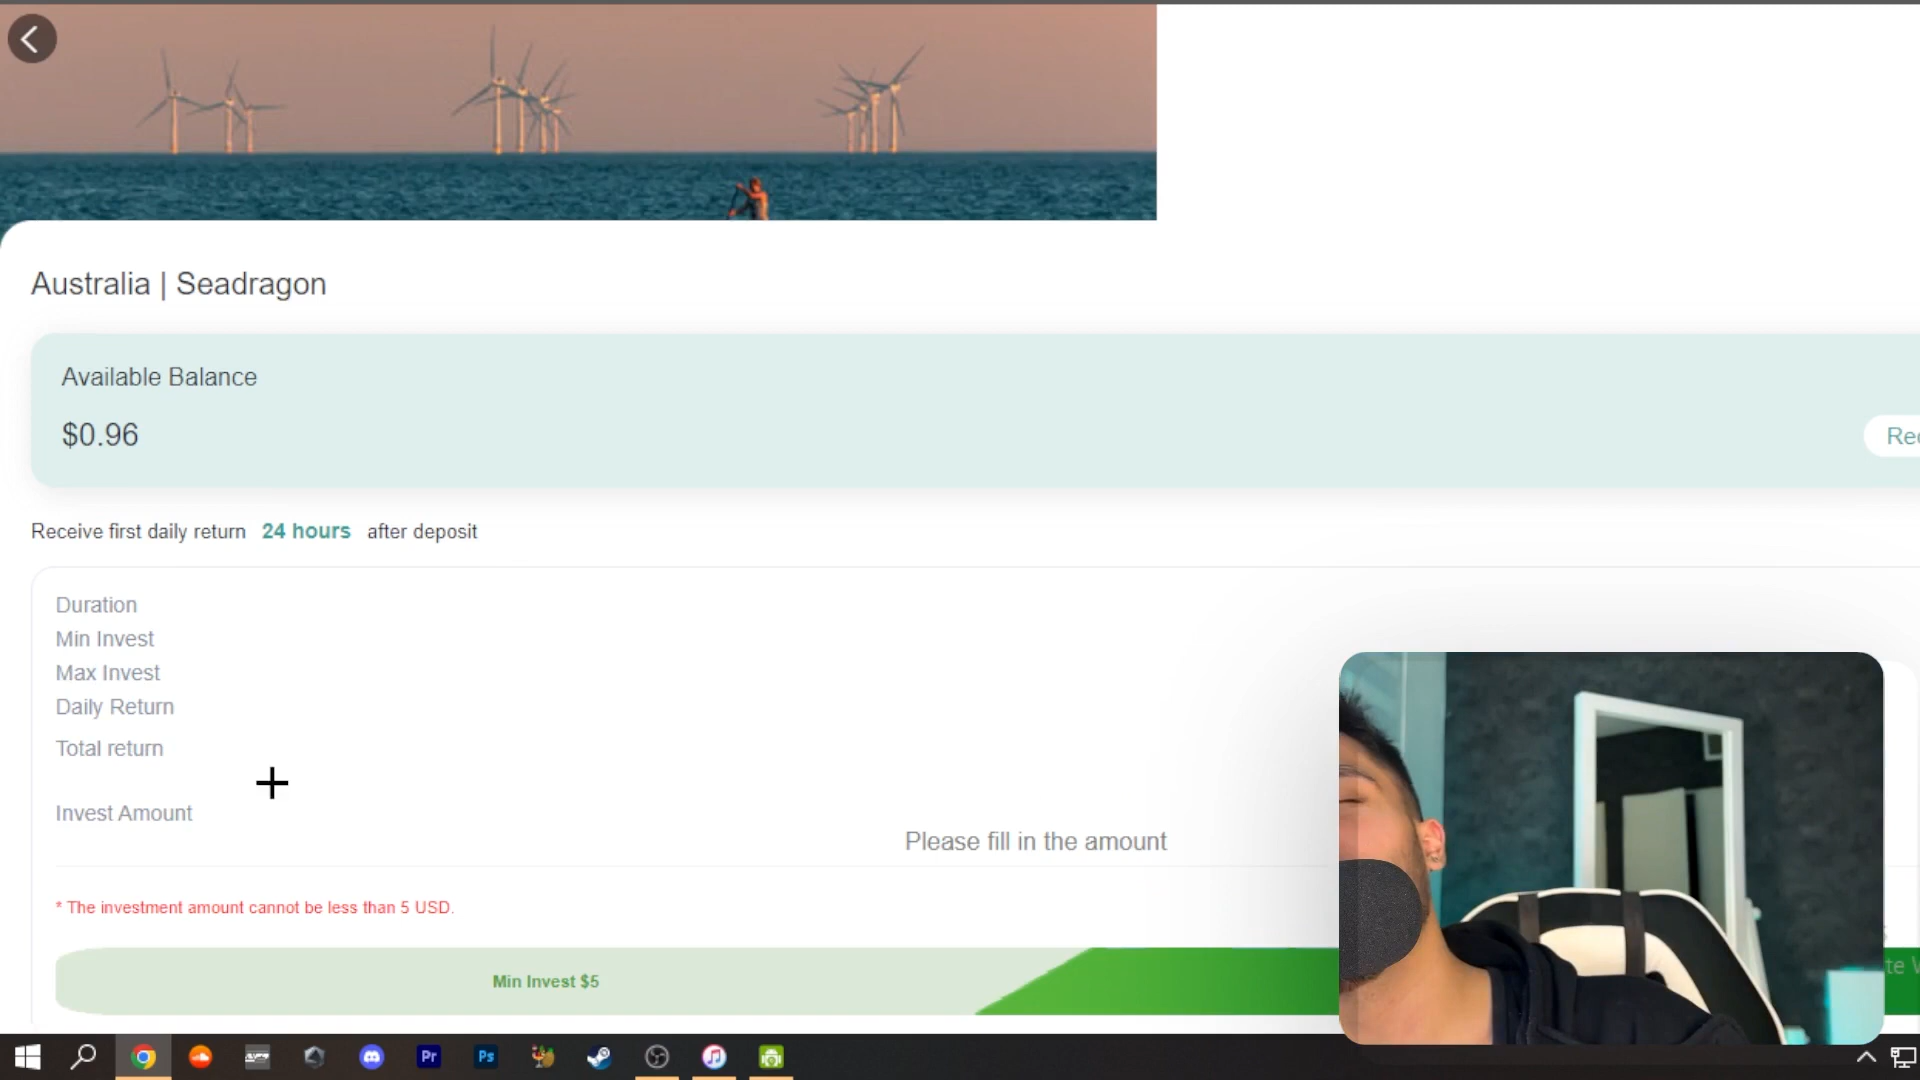 Australia | Seadragon
Available Balance
$0.96
Receive first daily return 24 hours after deposit
Duration
Min Invest
Max Invest
Daily Return
Total return
Invest Amount
Please fill in the amount
* The investment amount cannot be less than 5 USD.
Min Invest $5
Pr
Ps